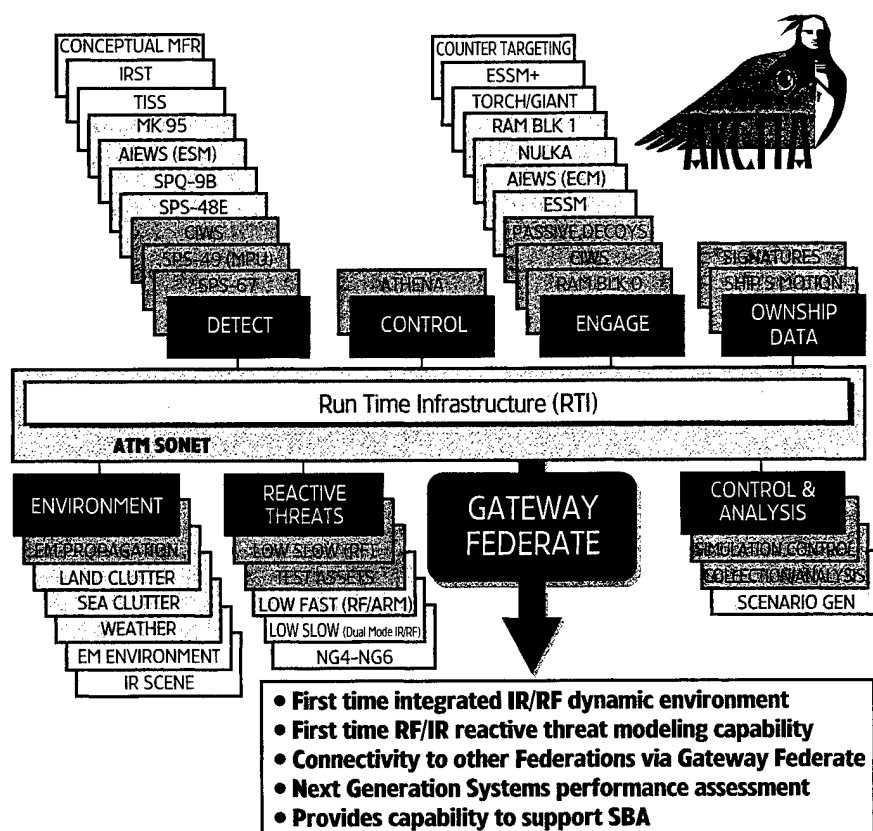 CONCEPTUAL MFR
IRST
TISS
MK 95
AIEWS (ESM)
SPQ-9B
SPS-48E
CIWS
SPS-49 (MPU)
SPS-67
DETECT
ATHENA
CONTROL
COUNTER TARGETING
ESSM+
TORCH/GIANT
RAM BLK 1
NULKA
AIEWS (ECM)
ESSM
PASSIVE DECOYS
CIWS
RAM BLK 0
ENGAGE
SIGNATURES
SHIP'S MOTION
OWNSHIP
DATA
Run Time Infrastructure (RTI)
ATM SONET
ENVIRONMENT
EM PROPAGATION
LAND CLUTTER
SEA CLUTTER
WEATHER
EM ENVIRONMENT
IR SCENE
REACTIVE
THREATS
LOW SLOW (RF)
TEST ASSETS
LOW FAST (RF/ARM)
LOW SLOW (Dual Mode IR/RF)
NG4-NG6
GATEWAY
FEDERATE
CONTROL &
ANALYSIS
SIMULATION CONTROL
COLLECTION/ANALYSIS
SCENARIO GEN
• First time integrated IR/RF dynamic environment
• First time RF/IR reactive threat modeling capability
• Connectivity to other Federations via Gateway Federate
• Next Generation Systems performance assessment
• Provides capability to support SBA